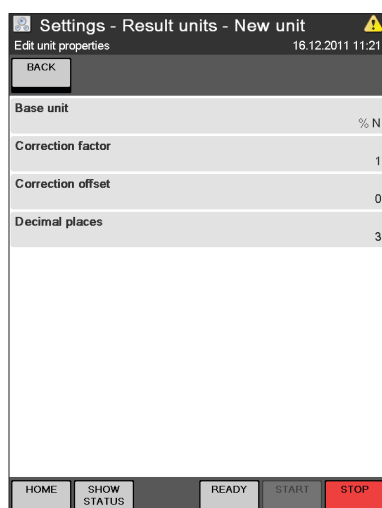 Settings - Result units - New unit
Edit unit properties 16.12.2011 11:21
BACK
Base unit
% N
Correction factor
1
Correction offset
0
Decimal places
3
HOME SHOW STATUS READY START STOP